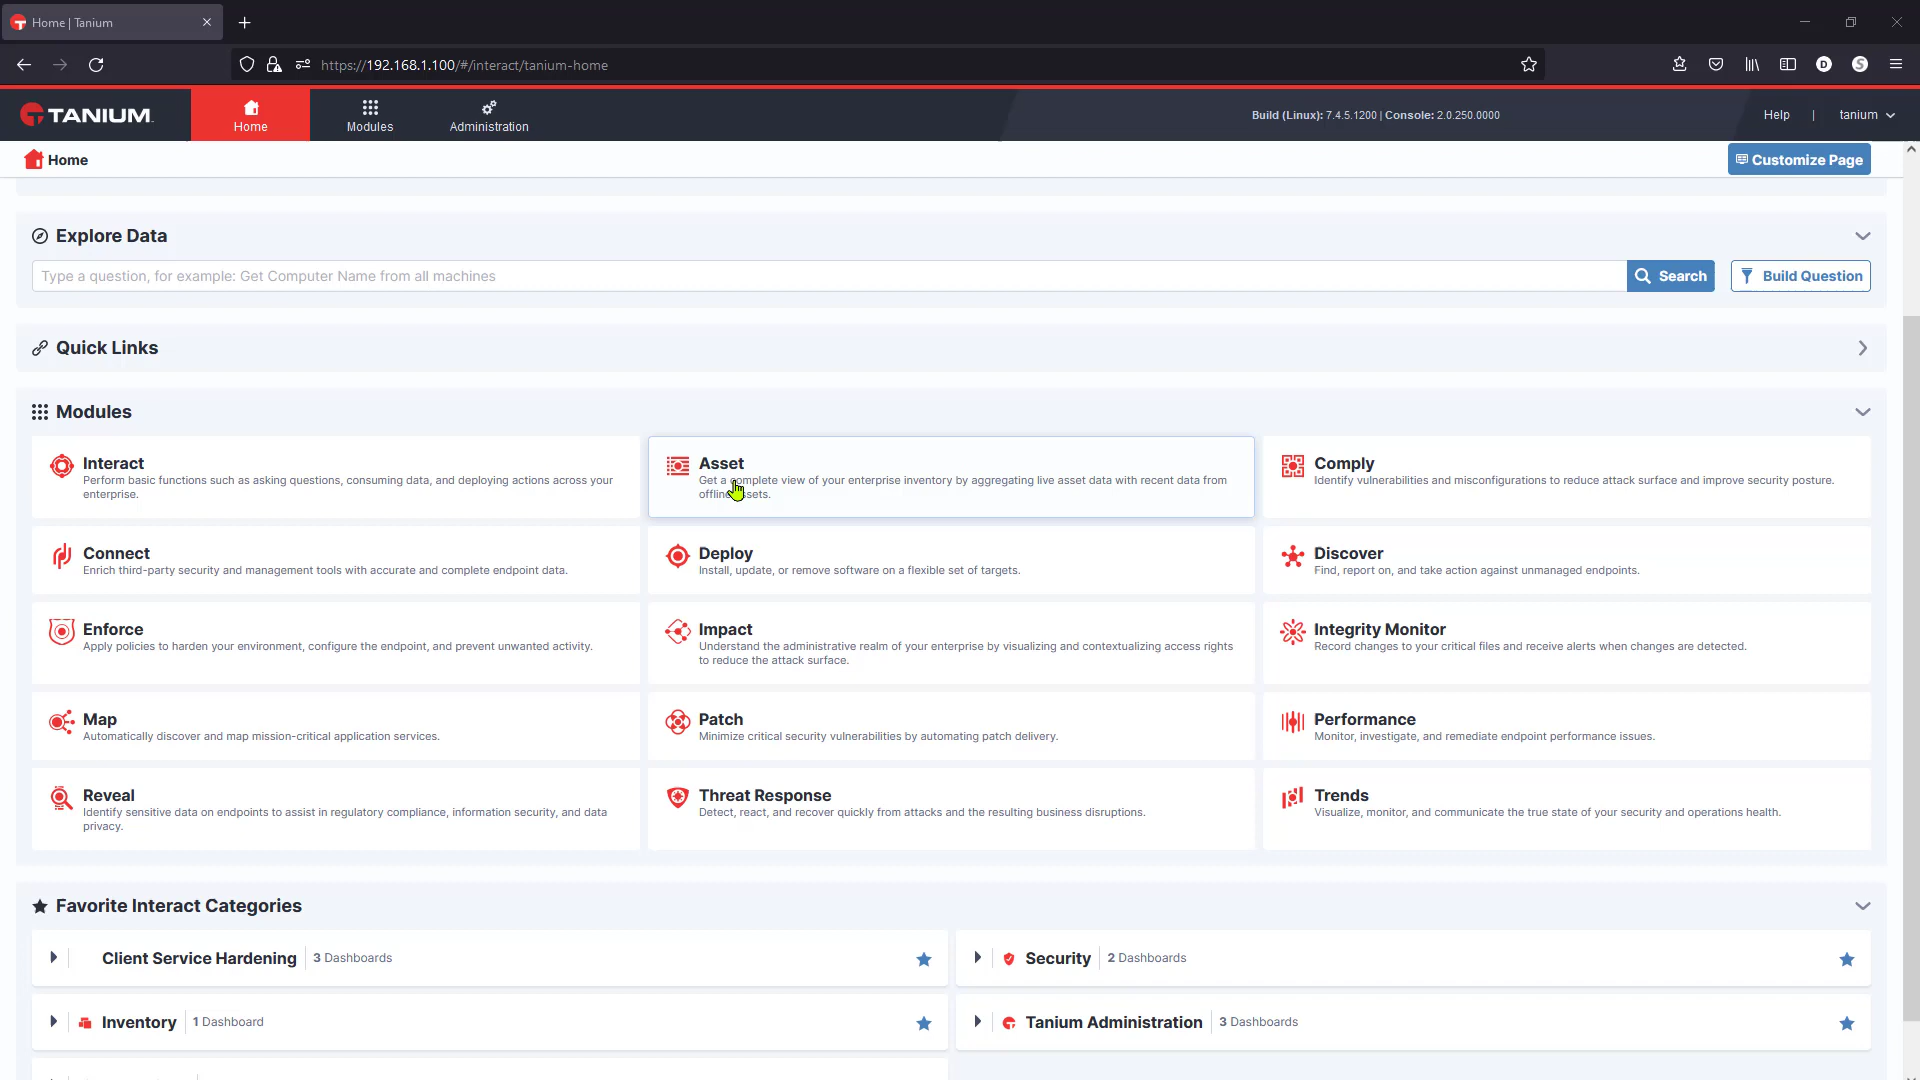 Home | Tanium
https://192.168.1.100/#/interact/tanium-home
D
S
TANIUM
Home
Modules
Administration
Build (Linux): 7.4.5.1200 | Console: 2.0.250.0000
Help
|
tanium
Home
Customize Page
Explore Data
Type a question, for example: Get Computer Name from all machines
Search
Build Question
Quick Links
Modules
Interact
Perform basic functions such as asking questions, consuming data, and deploying actions across your
enterprise.
Asset
Get a complete view of your enterprise inventory by aggregating live asset data with recent data from
offline assets.
Comply
Identify vulnerabilities and misconfigurations to reduce attack surface and improve security posture.
Connect
Enrich third-party security and management tools with accurate and complete endpoint data.
Deploy
Install, update, or remove software on a flexible set of targets.
Discover
Find, report on, and take action against unmanaged endpoints.
Enforce
Apply policies to harden your environment, configure the endpoint, and prevent unwanted activity.
Impact
Understand the administrative realm of your enterprise by visualizing and contextualizing access rights
to reduce the attack surface.
Integrity Monitor
Record changes to your critical files and receive alerts when changes are detected.
Map
Automatically discover and map mission-critical application services.
Patch
Minimize critical security vulnerabilities by automating patch delivery.
Performance
Monitor, investigate, and remediate endpoint performance issues.
Reveal
Identify sensitive data on endpoints to assist in regulatory compliance, information security, and data
privacy.
Threat Response
Detect, react, and recover quickly from attacks and the resulting business disruptions.
Trends
Visualize, monitor, and communicate the true state of your security and operations health.
Favorite Interact Categories
Client Service Hardening
3 Dashboards
Security
2 Dashboards
Inventory
1 Dashboard
Tanium Administration
3 Dashboards